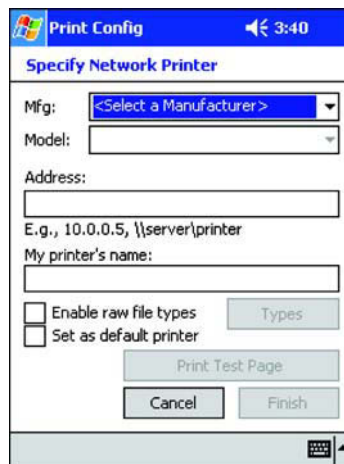 Print Config 3:40
Specify Network Printer
Mfg: <Select a Manufacturer>
Model:
Address:
E.g., 10.0.0.5, \\server\printer
My printer's name:
Enable raw file types Types
Set as default printer
Print Test Page
Cancel Finish